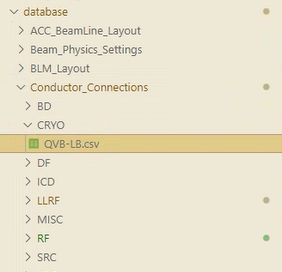 database
ACC_BeamLine_Layout
Beam_Physics_Settings
BLM_Layout
Conductor_Connections
BD
CRYO
QVB-LB.csv
DF
ICD
LLRF
MISC
RF
SRC